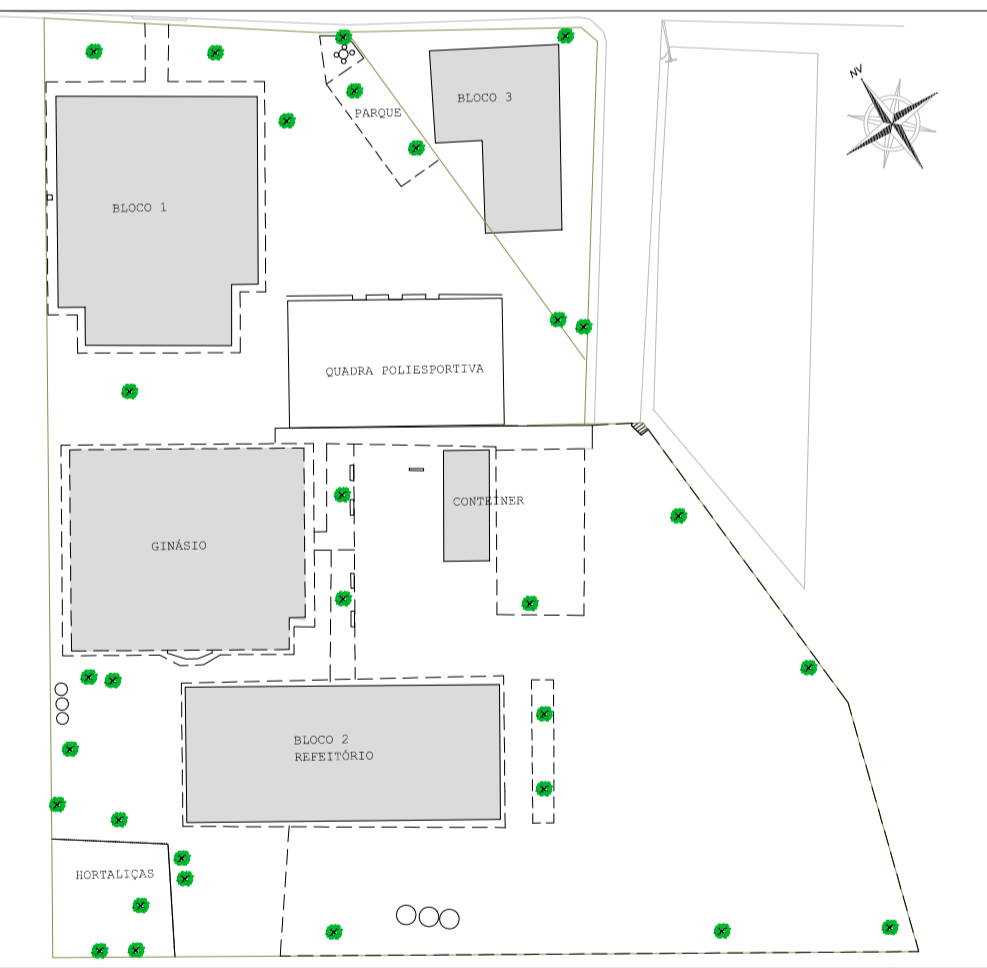 NV
BLOCO 3
PARQUE
BLOCO 1
QUADRA POLIESPORTIVA
CONTEINER
GINÁSIO
BLOCO 2
REFEITÓRIO
HORTALIÇAS